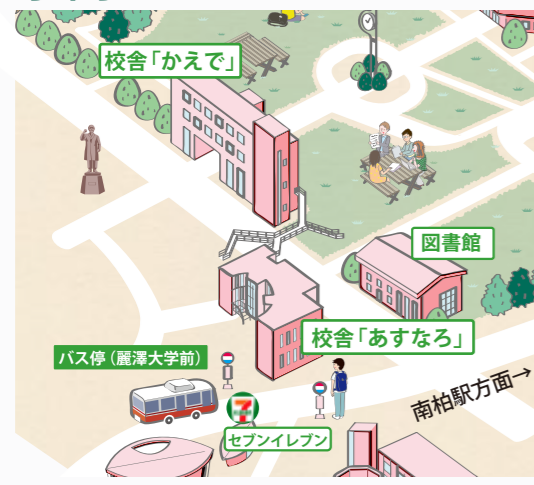 校舎「かえで」
図書館
校舎「あすなろ」
バス停（麗澤大学前）
南柏駅方面→
7
セブンイレブン